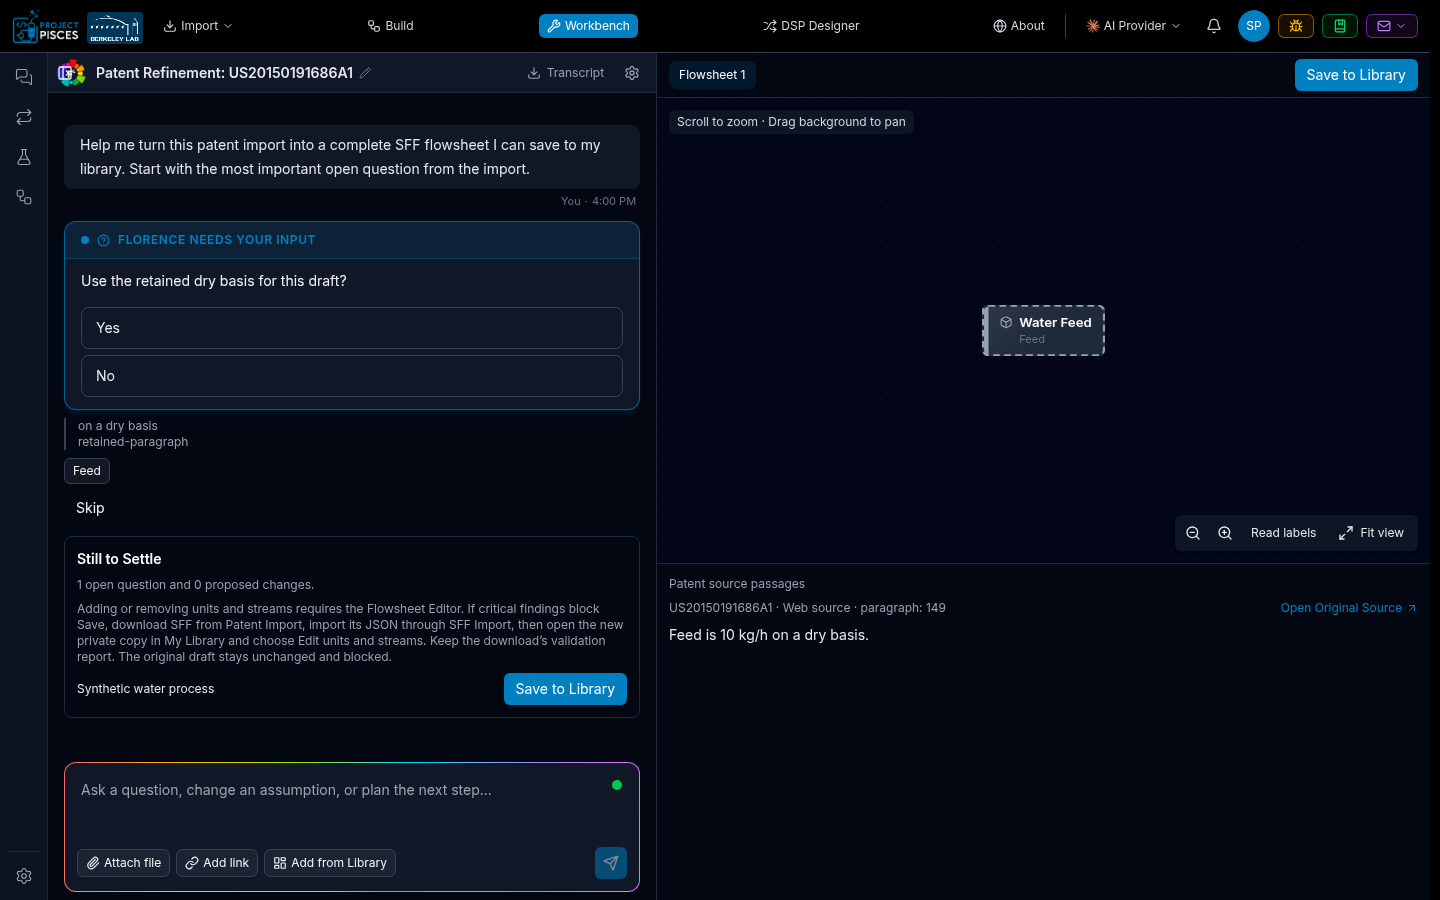 PROJECT
PISCES
BERKELEY LAB
Import
Build
Workbench
DSP Designer
About
AI Provider
SP
Patent Refinement: US20150191686A1
Transcript
Help me turn this patent import into a complete SFF flowsheet I can save to my
library. Start with the most important open question from the import.
You · 4:00 PM
FLORENCE NEEDS YOUR INPUT
Use the retained dry basis for this draft?
Yes
No
on a dry basis
retained-paragraph
Feed
Skip
Still to Settle
1 open question and 0 proposed changes.
Adding or removing units and streams requires the Flowsheet Editor. If critical findings block
Save, download SFF from Patent Import, import its JSON through SFF Import, then open the new
private copy in My Library and choose Edit units and streams. Keep the download’s validation
report. The original draft stays unchanged and blocked.
Synthetic water process
Save to Library
Ask a question, change an assumption, or plan the next step...
Attach file
Add link
Add from Library
Flowsheet 1
Save to Library
Scroll to zoom · Drag background to pan
Water Feed
Feed
Read labels
Fit view
Patent source passages
US20150191686A1 · Web source · paragraph: 149
Open Original Source
Feed is 10 kg/h on a dry basis.